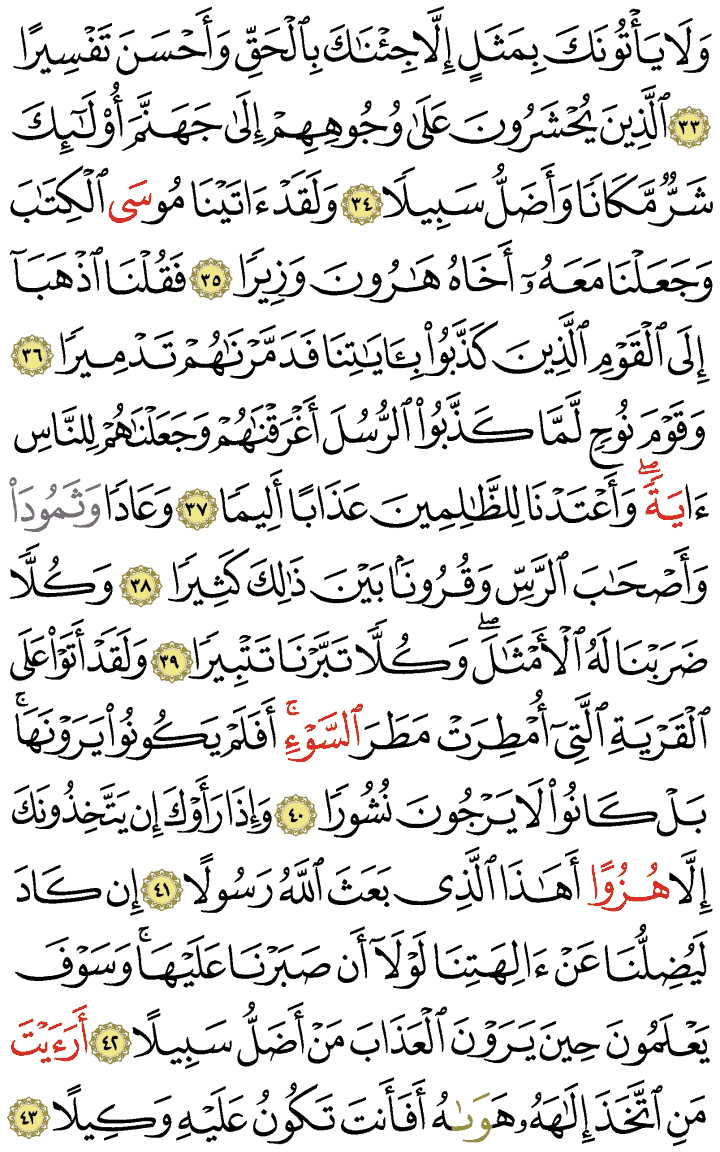 وَلَا يَأْتُونَكَ بِمَثَلٍ إِلَّا جِئْنَٰكَ بِٱلْحَقِّ وَأَحْسَنَ تَفْسِيرًا
٣٣ ٱلَّذِينَ يُحْشَرُونَ عَلَىٰ وُجُوهِهِمْ إِلَىٰ جَهَنَّمَ أُو۟لَـٰٓئِكَ
شَرٌّ مَّكَانًا وَأَضَلُّ سَبِيلًا ٣٤ وَلَقَدْ ءَاتَيْنَا مُوسَى ٱلْكِتَٰبَ
وَجَعَلْنَا مَعَهُۥٓ أَخَاهُ هَٰرُونَ وَزِيرًا ٣٥ فَقُلْنَا ٱذْهَبَآ
إِلَى ٱلْقَوْمِ ٱلَّذِينَ كَذَّبُوا۟ بِـَٔايَٰتِنَا فَدَمَّرْنَٰهُمْ تَدْمِيرًا ٣٦
وَقَوْمَ نُوحٍ لَّمَّا كَذَّبُوا۟ ٱلرُّسُلَ أَغْرَقْنَٰهُمْ وَجَعَلْنَٰهُمْ لِلنَّاسِ
ءَايَةًۖ وَأَعْتَدْنَا لِلظَّٰلِمِينَ عَذَابًا أَلِيمًا ٣٧ وَعَادًا وَثَمُودَا۟
وَأَصْحَٰبَ ٱلرَّسِّ وَقُرُونًۢا بَيْنَ ذَٰلِكَ كَثِيرًا ٣٨ وَكُلًّا
ضَرَبْنَا لَهُ ٱلْأَمْثَٰلَۖ وَكُلًّا تَبَّرْنَا تَتْبِيرًا ٣٩ وَلَقَدْ أَتَوْا۟ عَلَى
ٱلْقَرْيَةِ ٱلَّتِىٓ أُمْطِرَتْ مَطَرَ ٱلسَّوْءِۚ أَفَلَمْ يَكُونُوا۟ يَرَوْنَهَاۚ
بَلْ كَانُوا۟ لَا يَرْجُونَ نُشُورًا ٤٠ وَإِذَا رَأَوْكَ إِن يَتَّخِذُونَكَ
إِلَّا هُزُوًا أَهَٰذَا ٱلَّذِى بَعَثَ ٱللَّهُ رَسُولًا ٤١ إِن كَادَ
لَيُضِلُّنَا عَنْ ءَالِهَتِنَا لَوْلَآ أَن صَبَرْنَا عَلَيْهَاۚ وَسَوْفَ
يَعْلَمُونَ حِينَ يَرَوْنَ ٱلْعَذَابَ مَنْ أَضَلُّ سَبِيلًا ٤٢ أَرَءَيْتَ
مَنِ ٱتَّخَذَ إِلَٰهَهُۥ هَوَىٰهُ أَفَأَنتَ تَكُونُ عَلَيْهِ وَكِيلًا ٤٣